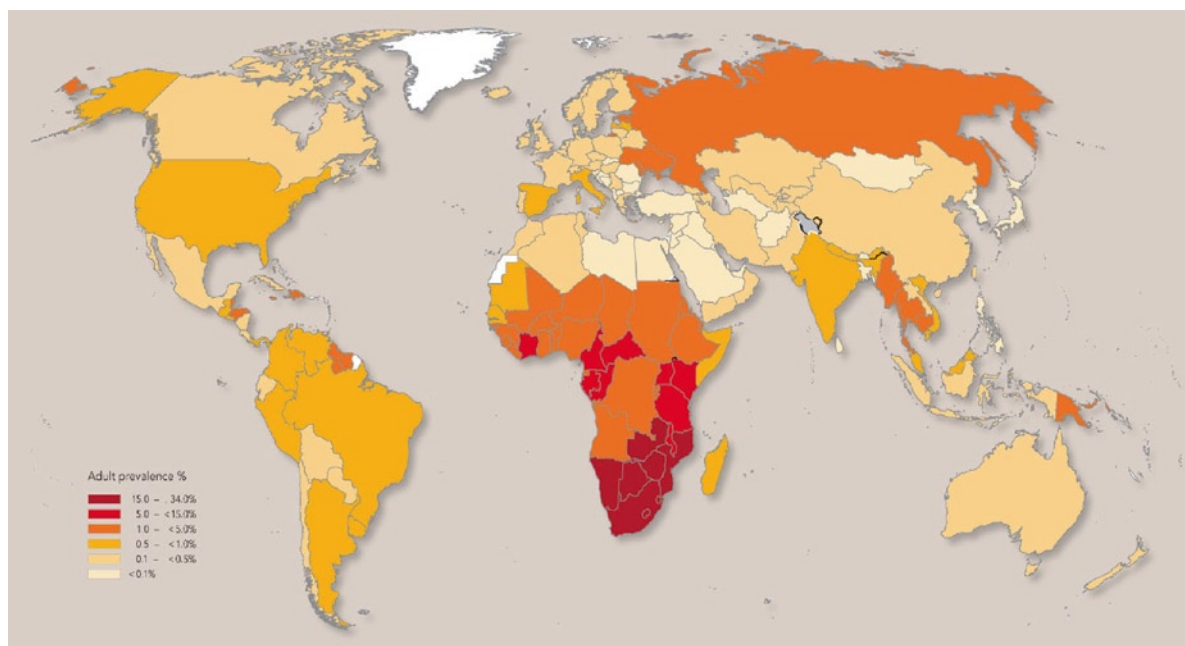 Adult prevalence %
15.0 – . 34.0%
5.0 – <15.0%
1.0 – <5.0%
0.5 – <1.0%
0.1 – <0.5%
<0.1%